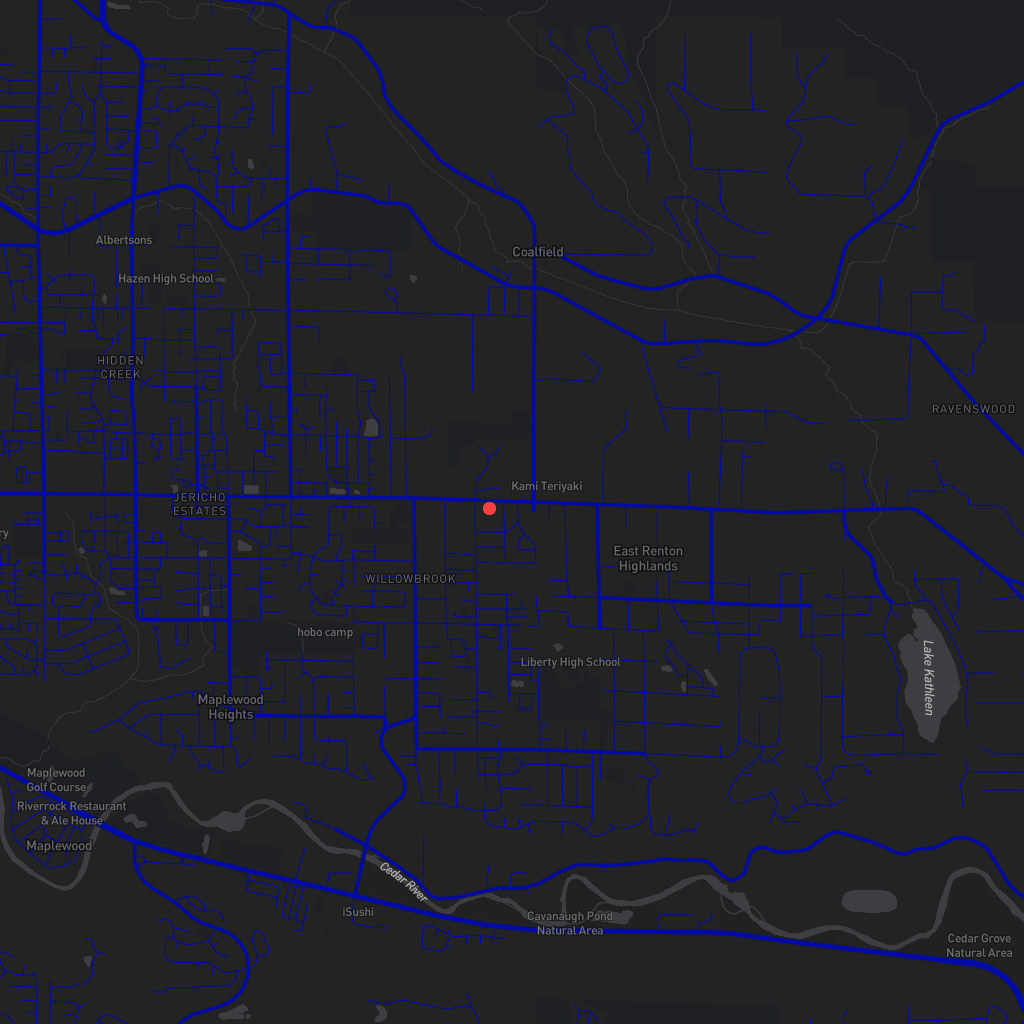 Albertsons
Coalfield
Hazen High School
HIDDEN
CREEK
RAVENSWOOD
Kami Teriyaki
JERICHO
ESTATES
ry
East Renton
Highlands
WILLOWBROOK
hobo camp
Liberty High School
Lake Kathleen
Maplewood
Heights
Maplewood
Golf Course
Riverrock Restaurant
& Ale House
Maplewood
Cedar River
iSushi
Cavanaugh Pond
Natural Area
Cedar Grove
Natural Area